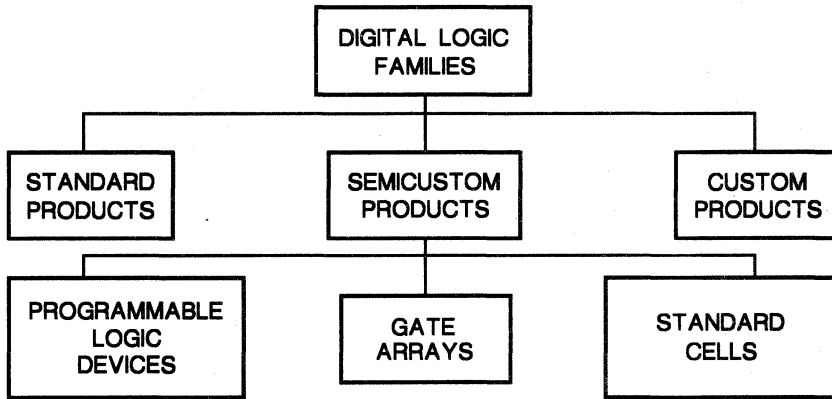 DIGITAL LOGIC
FAMILIES
STANDARD
PRODUCTS
SEMICUSTOM
PRODUCTS
CUSTOM
PRODUCTS
PROGRAMMABLE
LOGIC
DEVICES
GATE
ARRAYS
STANDARD
CELLS